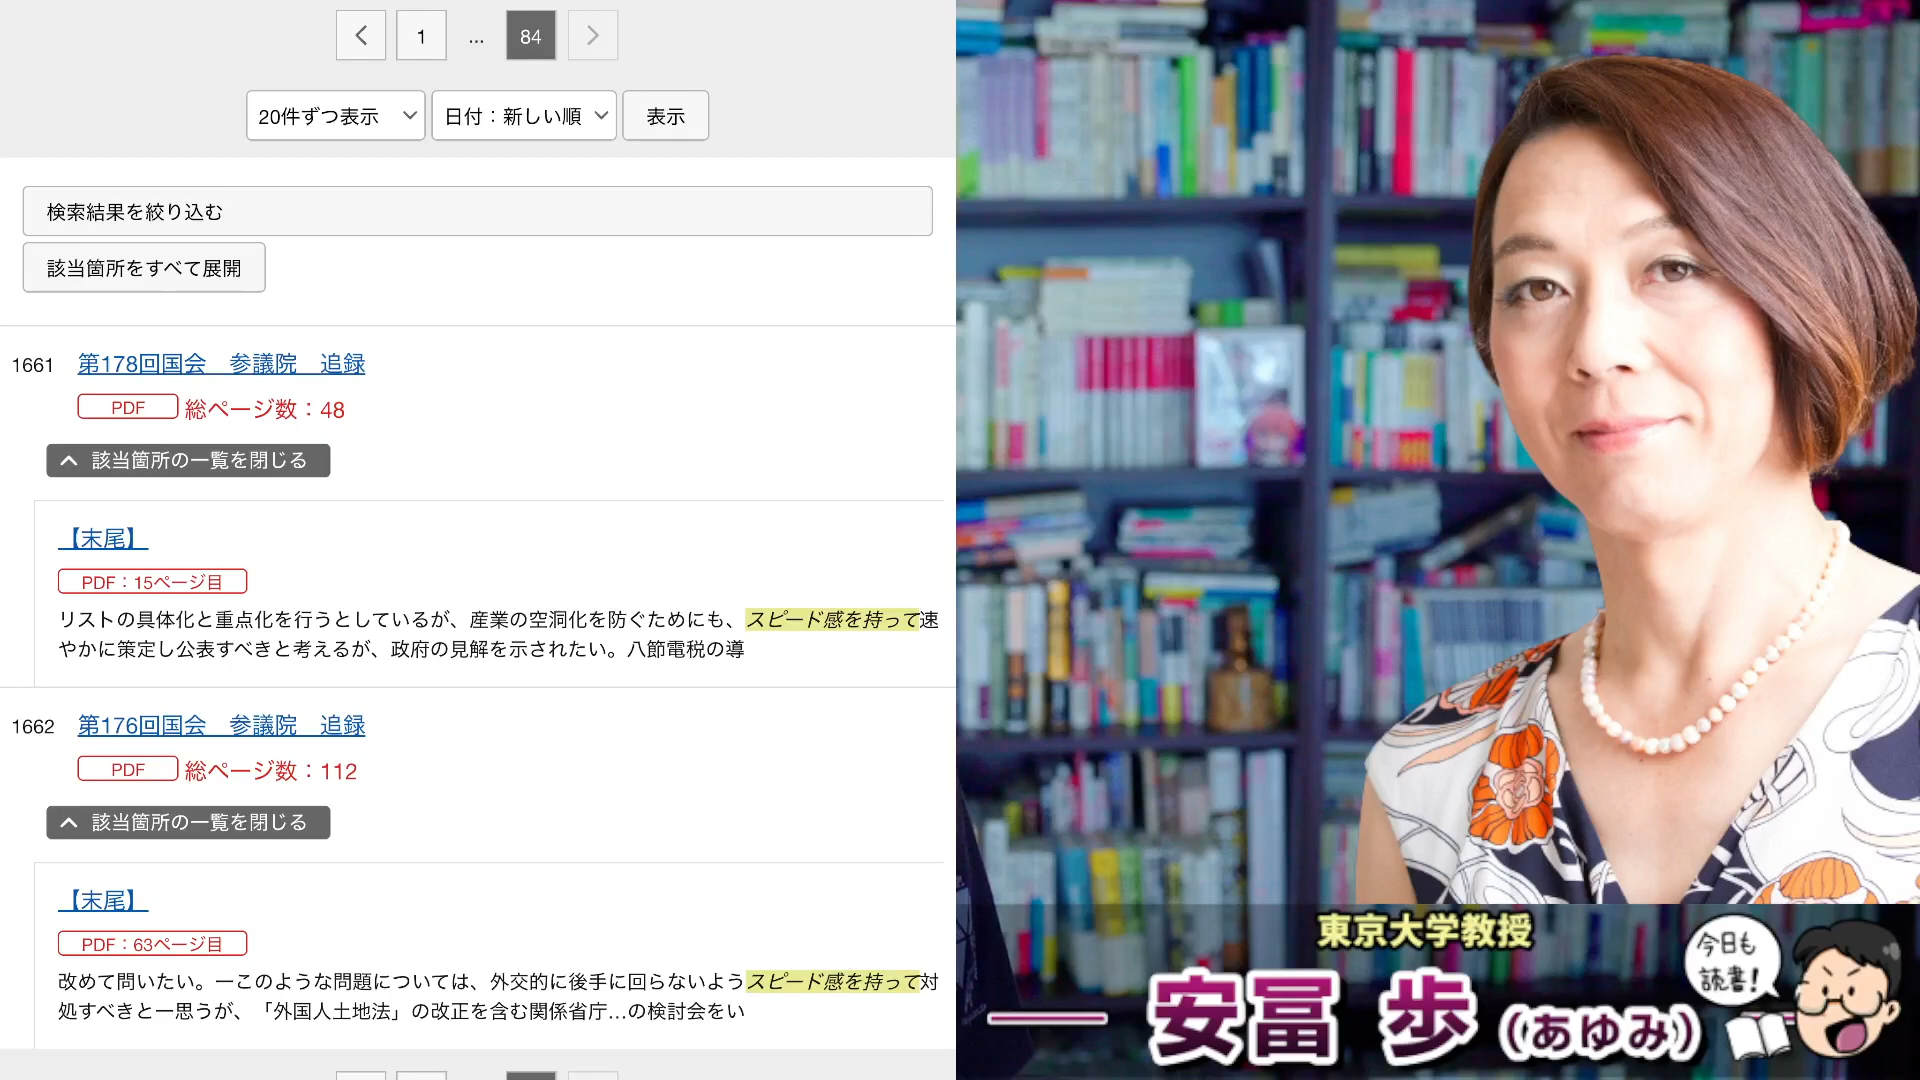 1
...
84
20件ずつ表示
日付：新しい順
表示
検索結果を絞り込む
該当箇所をすべて展開
1661 第178回国会　参議院　追録
PDF 総ページ数：48
該当箇所の一覧を閉じる
【末尾】
PDF：15ページ目
リストの具体化と重点化を行うとしているが、産業の空洞化を防ぐためにも、スピード感を持って速
やかに策定し公表すべきと考えるが、政府の見解を示されたい。八節電税の導
1662 第176回国会　参議院　追録
PDF 総ページ数：112
該当箇所の一覧を閉じる
【末尾】
PDF：63ページ目
改めて問いたい。一このような問題については、外交的に後手に回らないようスピード感を持って対
処すべきと一思うが、「外国人土地法」の改正を含む関係省庁...の検討会をい
東京大学教授
安冨 歩 (あゆみ)
今日も
読書!